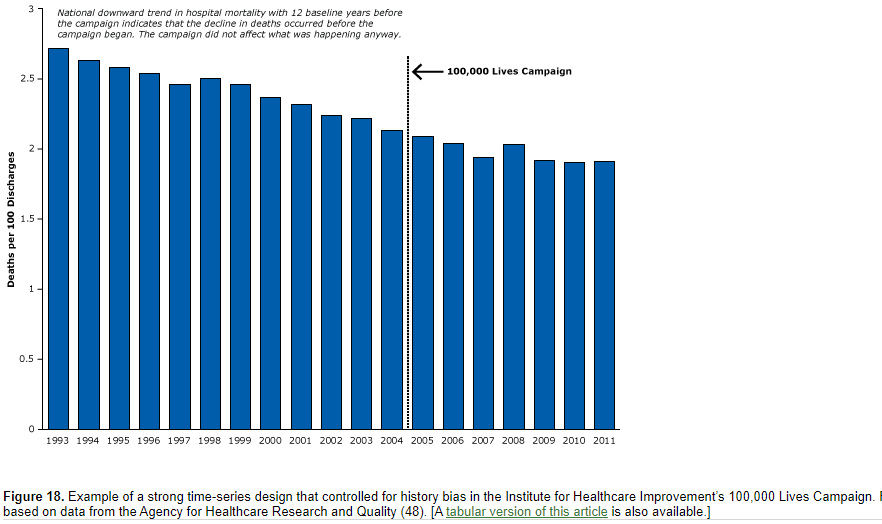 National downward trend in hospital mortality with 12 baseline years before
the campaign indicates that the decline in deaths occurred before the
campaign began. The campaign did not affect what was happening anyway.
100,000 Lives Campaign
Deaths per 100 Discharges
3
2.5
2
1.5
1
0.5
0
1993 1994 1995 1996 1997 1998 1999 2000 2001 2002 2003 2004 2005 2006 2007 2008 2009 2010 2011
Figure 18. Example of a strong time-series design that controlled for history bias in the Institute for Healthcare Improvement's 100,000 Lives Campaign.
based on data from the Agency for Healthcare Research and Quality (48). [A tabular version of this article is also available.]